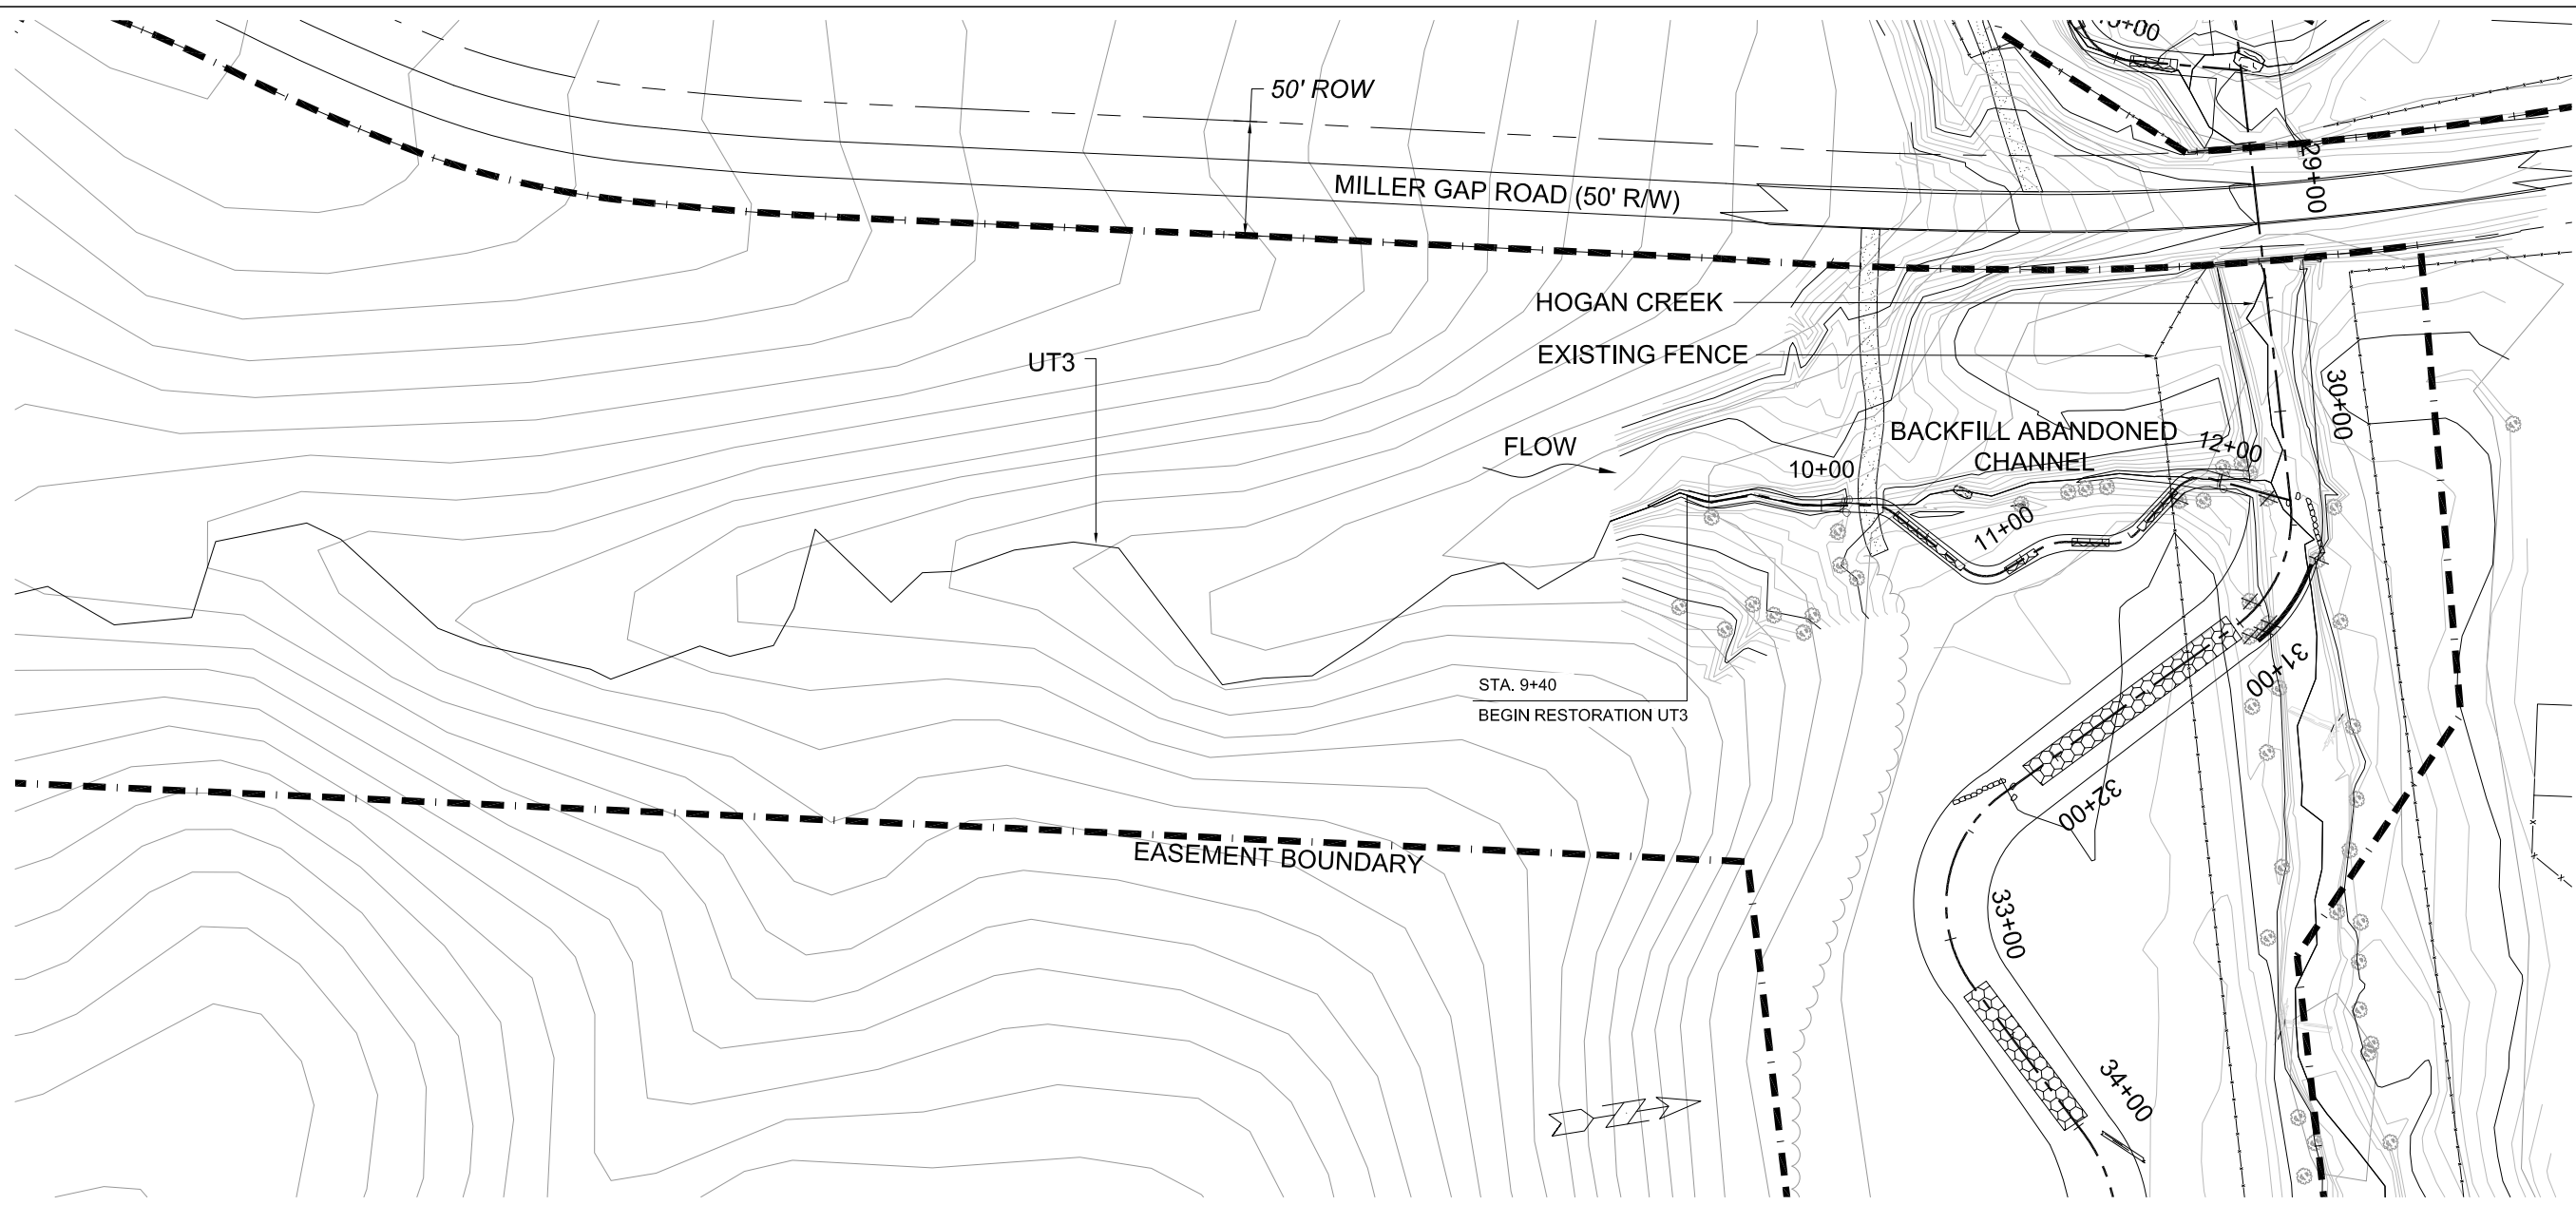 10+00
50' ROW
29+00
MILLER GAP ROAD (50' R/W)
HOGAN CREEK
EXISTING FENCE
UT3
30+00
BACKFILL ABANDONED
CHANNEL
12+00
FLOW
10+00
11+00
31+00
STA. 9+40
BEGIN RESTORATION UT3
32+00
EASEMENT BOUNDARY
33+00
34+00